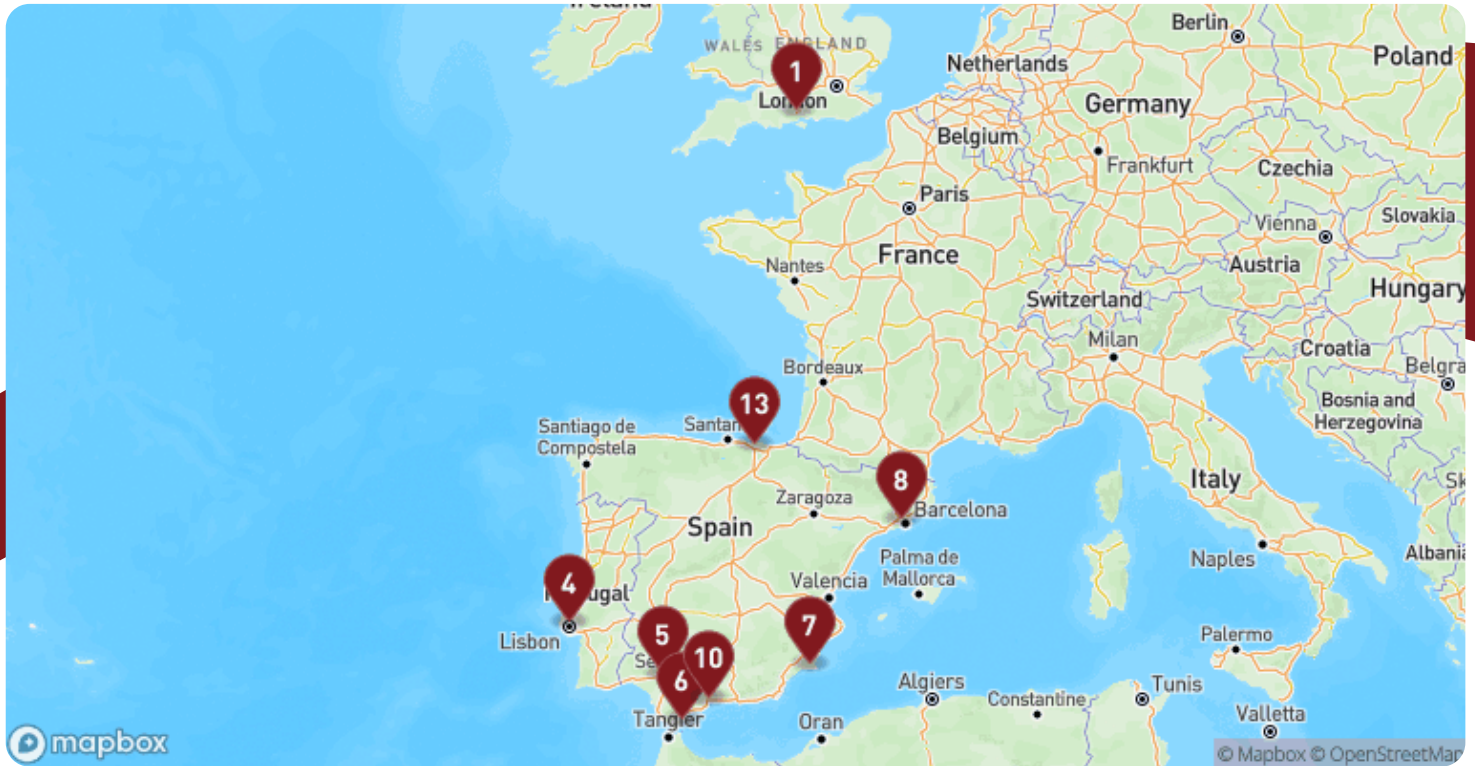 Ireland
Berlin
WALES ENGLAND
Netherlands
Poland
1
London
Germany
Belgium
Frankfurt
Czechia
Paris
Slovakia
Vienna
France
Nantes
Austria
Switzerland
Hungary
Milan
Croatia
Bordeaux
Belgra
13
Bosnia and
Herzegovina
Santiago de
Compostela
Santan
8
Italy
Sk
Zaragoza
Barcelona
Spain
Naples
Albania
Palma de
Mallorca
4
Valencia
Portugal
7
Lisbon
5
Palermo
Se
10
6
Algiers
Tunis
Constantine
Tangier
Oran
Valletta
mapbox
© Mapbox © OpenStreetMap